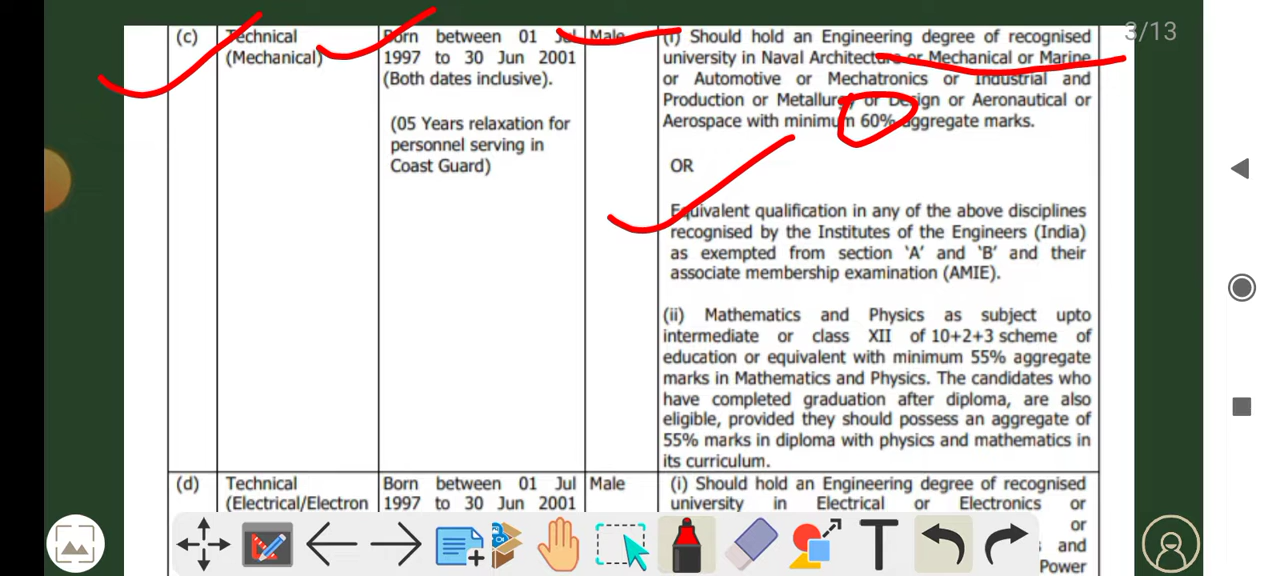 3/13
(c) Technical Born between 01 Jul Male (i) Should hold an Engineering degree of recognised
(Mechanical) 1997 to 30 Jun 2001 university in Naval Architecture or Mechanical or Marine
(Both dates inclusive). or Automotive or Mechatronics or Industrial and
Production or Metallurgy or Design or Aeronautical or
(05 Years relaxation for Aerospace with minimum 60% aggregate marks.
personnel serving in
Coast Guard) OR
Equivalent qualification in any of the above disciplines
recognised by the Institutes of the Engineers (India)
as exempted from section ‘A’ and ‘B’ and their
associate membership examination (AMIE).
(ii) Mathematics and Physics as subject upto
intermediate or class XII of 10+2+3 scheme of
education or equivalent with minimum 55% aggregate
marks in Mathematics and Physics. The candidates who
have completed graduation after diploma, are also
eligible, provided they should possess an aggregate of
55% marks in diploma with physics and mathematics in
its curriculum.
(d) Technical Born between 01 Jul Male (i) Should hold an Engineering degree of recognised
(Electrical/Electron 1997 to 30 Jun 2001 university in Electrical or Electronics or
or
and
Power
T